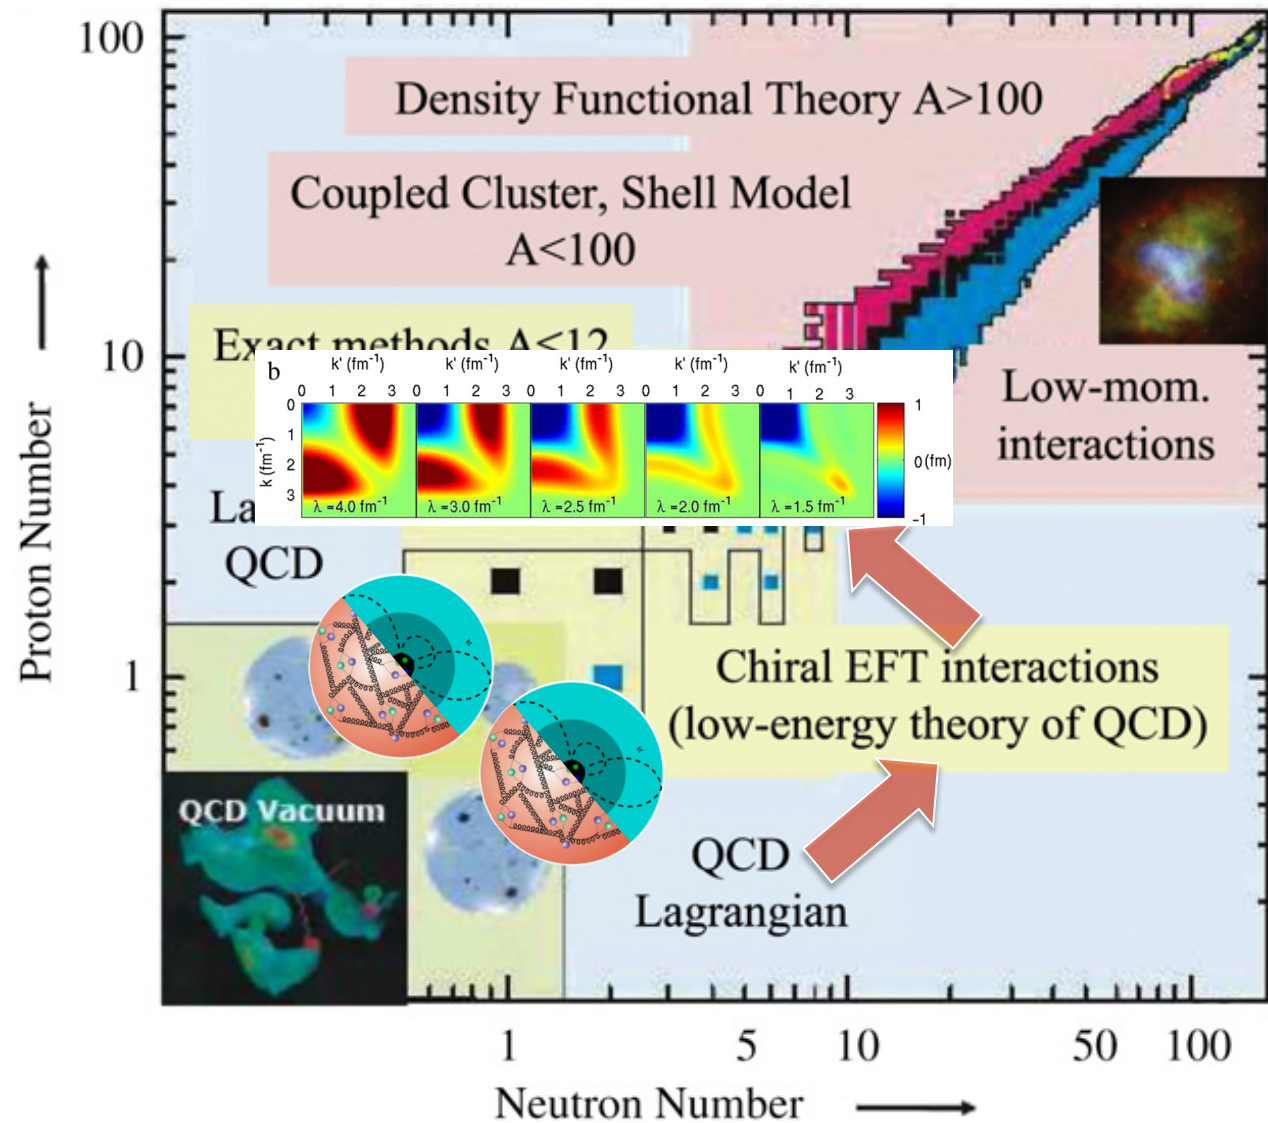 100
Density Functional Theory A>100
Coupled Cluster, Shell Model
A<100
Exact methods A<12
10
b
k' (fm⁻¹) k' (fm⁻¹) k' (fm⁻¹) k' (fm⁻¹) k' (fm⁻¹)
0 1 2 3 0 1 2 3 0 1 2 3 0 1 2 3 0 1 2 3
0
1
2
3
k (fm⁻¹)
λ =4.0 fm⁻¹ λ =3.0 fm⁻¹ λ =2.5 fm⁻¹ λ =2.0 fm⁻¹ λ =1.5 fm⁻¹
1
0 (fm)
-1
Low-mom.
interactions
La
QCD
Proton Number
1
Chiral EFT interactions
(low-energy theory of QCD)
QCD Vacuum
QCD
Lagrangian
1 5 10 50 100
Neutron Number